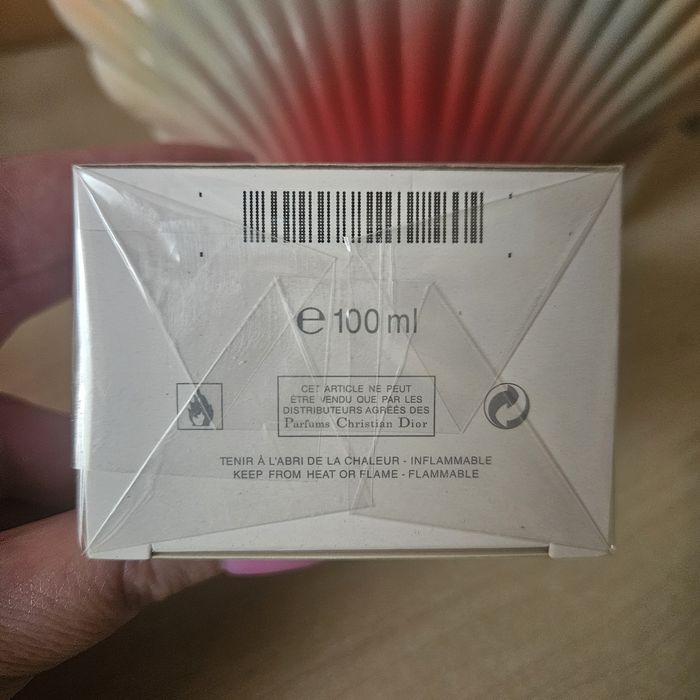 e 100 ml
CET ARTICLE NE PEUT
ÊTRE VENDU QUE PAR LES
DISTRIBUTEURS AGRÉÉS DES
Parfums Christian Dior
TENIR À L'ABRI DE LA CHALEUR - INFLAMMABLE
KEEP FROM HEAT OR FLAME - FLAMMABLE